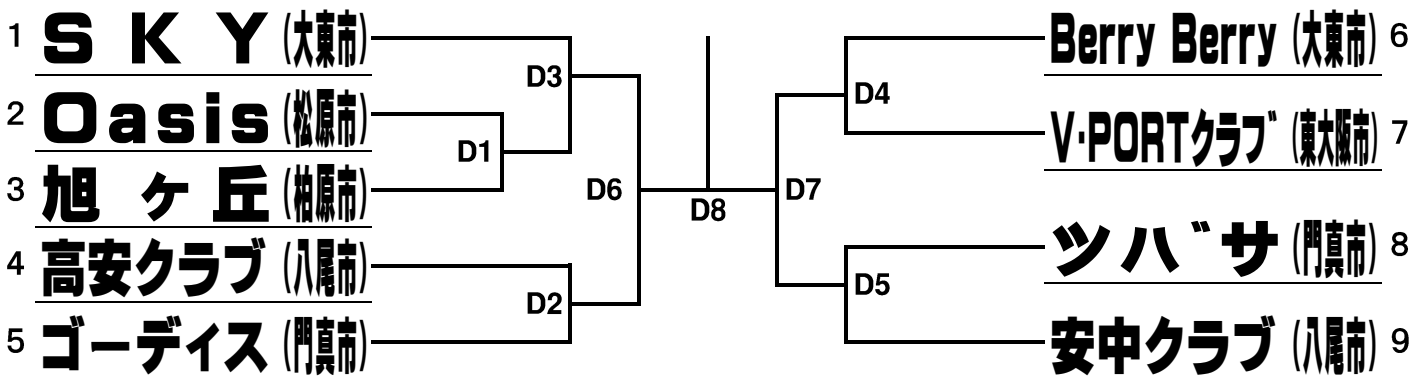 1 SKY (大東市)
2 Oasis (松原市)
3 旭ヶ丘 (柏原市)
4 高安クラブ (八尾市)
5 ゴーディス (門真市)
D3
D1
D6
D2
D8
D7
D4
D5
Berry Berry (大東市) 6
V·PORTクラブ (東大阪市) 7
ツバサ (門真市) 8
安中クラブ (八尾市) 9